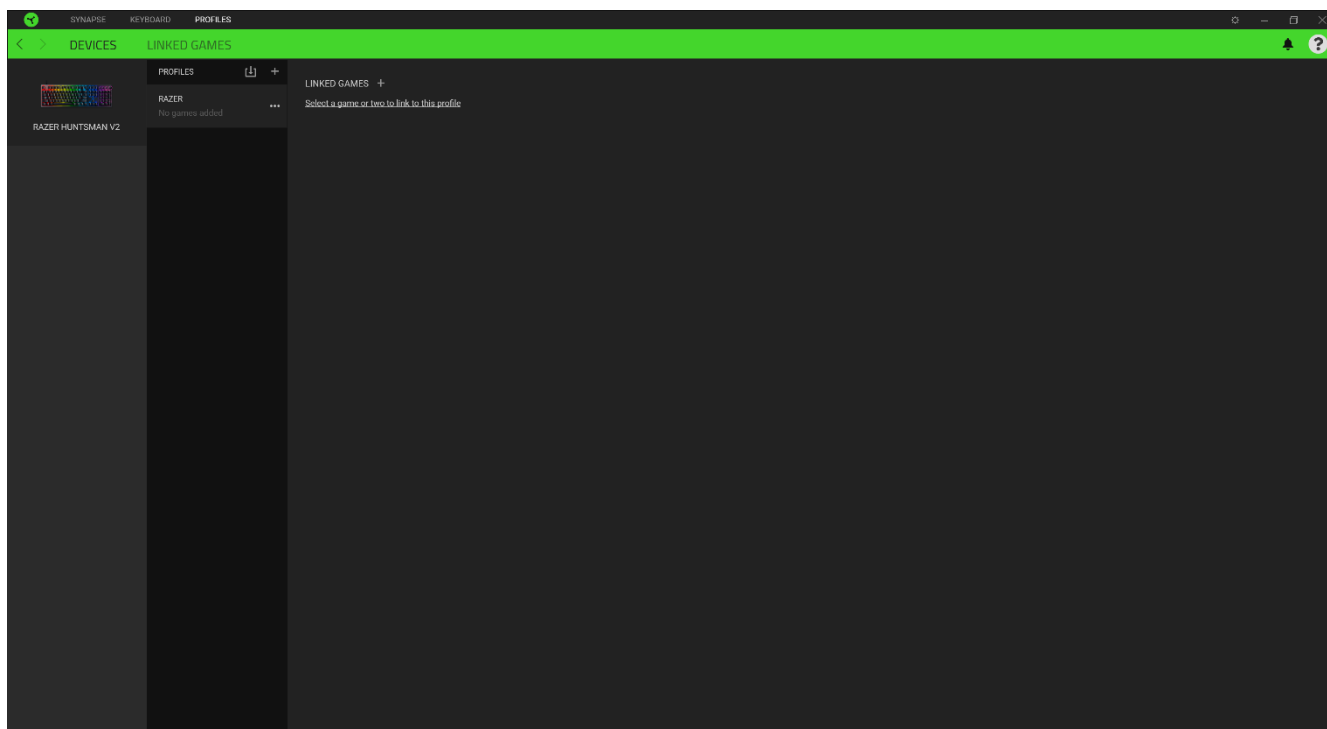 SYNAPSE KEYBOARD PROFILES
DEVICES LINKED GAMES
RAZER HUNTSMAN V2
PROFILES
RAZER
No games added
LINKED GAMES +
Select a game or two to link to this profile